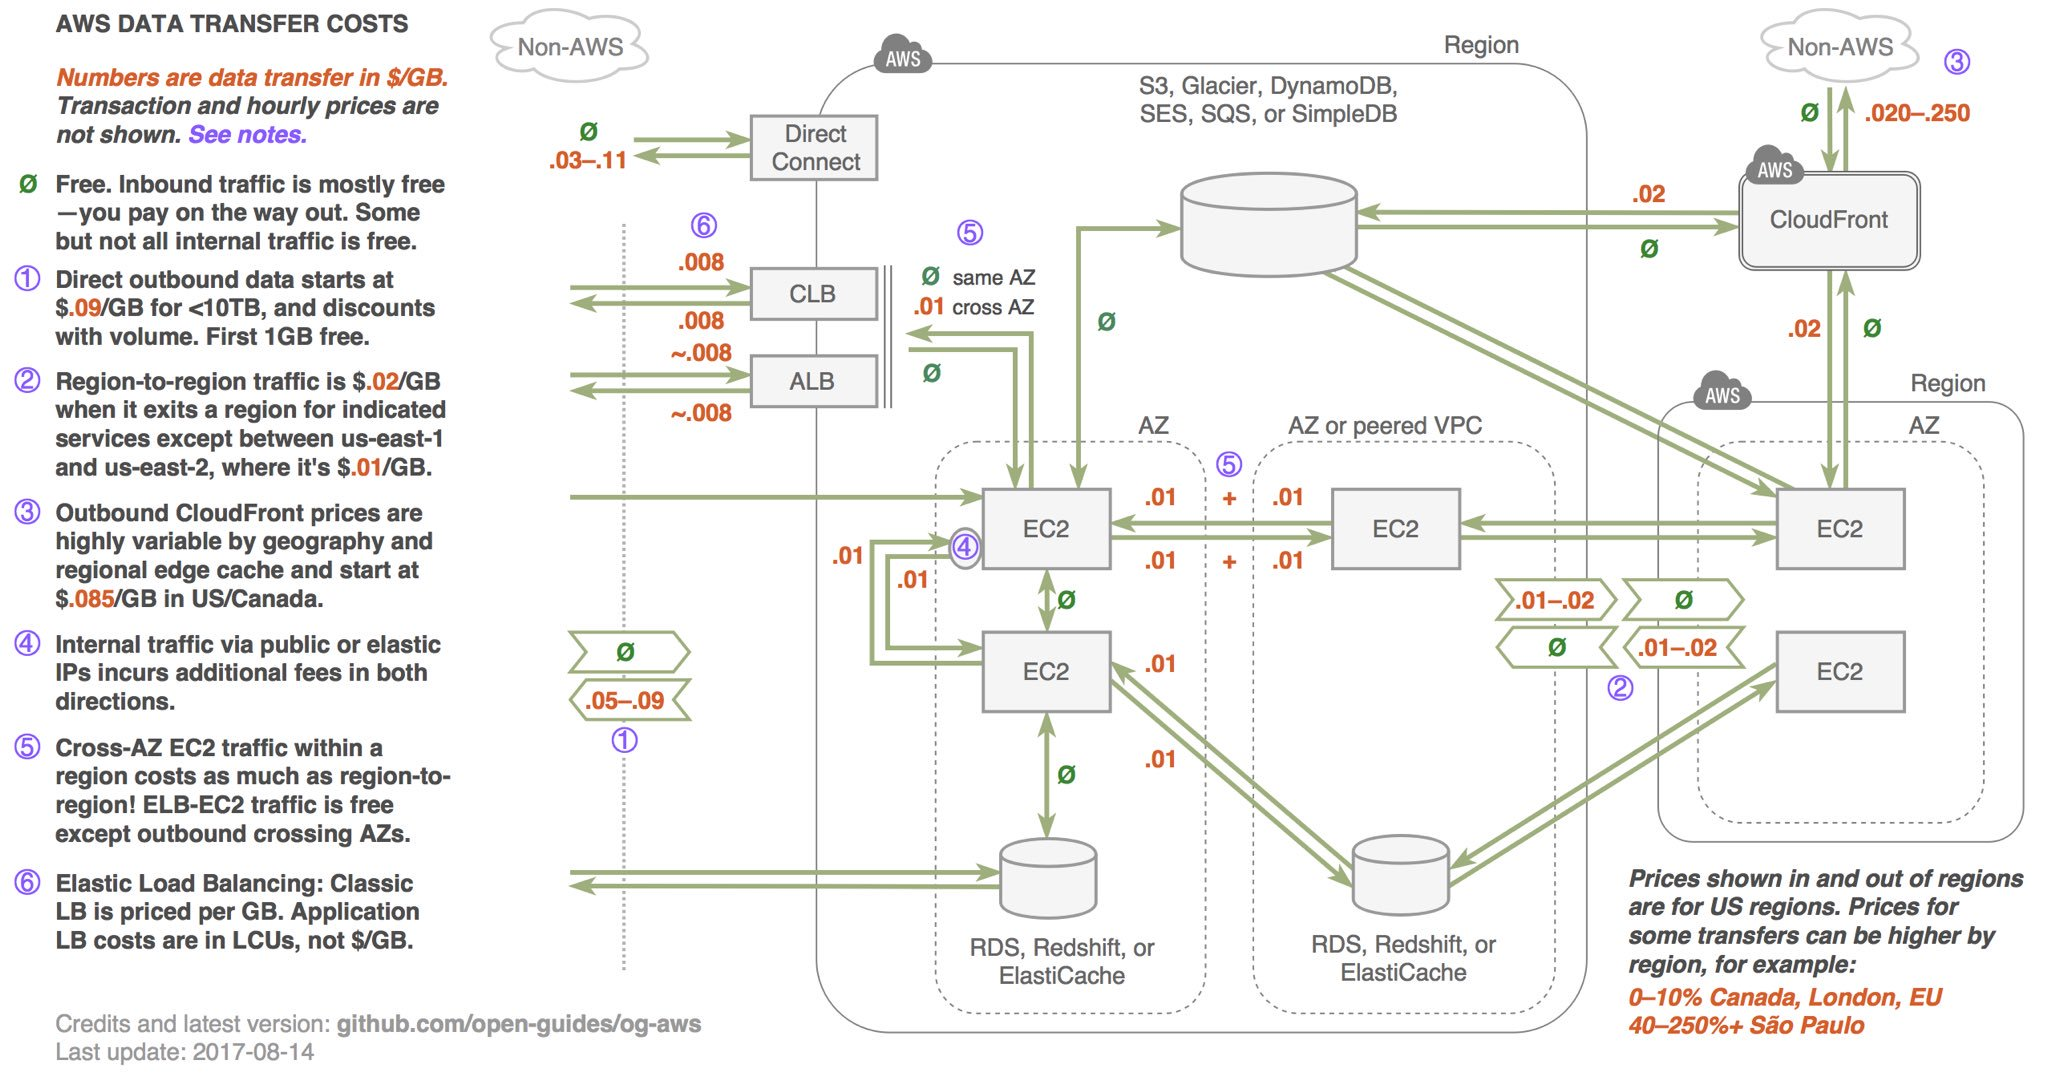 AWS DATA TRANSFER COSTS
Numbers are data transfer in $/GB.
Transaction and hourly prices are
not shown. See notes.
Ø Free. Inbound traffic is mostly free
—you pay on the way out. Some
but not all internal traffic is free.
① Direct outbound data starts at
$.09/GB for <10TB, and discounts
with volume. First 1GB free.
② Region-to-region traffic is $.02/GB
when it exits a region for indicated
services except between us-east-1
and us-east-2, where it's $.01/GB.
③ Outbound CloudFront prices are
highly variable by geography and
regional edge cache and start at
$.085/GB in US/Canada.
④ Internal traffic via public or elastic
IPs incurs additional fees in both
directions.
⑤ Cross-AZ EC2 traffic within a
region costs as much as region-to-
region! ELB-EC2 traffic is free
except outbound crossing AZs.
⑥ Elastic Load Balancing: Classic
LB is priced per GB. Application
LB costs are in LCUs, not $/GB.
Credits and latest version: github.com/open-guides/og-aws
Last update: 2017-08-14
Non-AWS
Ø
.03–.11
Direct
Connect
⑥
.008
CLB
.008
~.008
ALB
~.008
Ø
.05–.09
①
AWS
Region
S3, Glacier, DynamoDB,
SES, SQS, or SimpleDB
⑤
Ø same AZ
.01 cross AZ
Ø
Ø
AZ
EC2
④
.01
.01
Ø
EC2
Ø
RDS, Redshift, or
ElastiCache
⑤
.01 + .01
.01 + .01
.01
.01
AZ or peered VPC
EC2
RDS, Redshift, or
ElastiCache
Non-AWS
③
Ø
.020–.250
AWS
CloudFront
.02
Ø
.02
Ø
AWS
Region
AZ
EC2
.01–.02
Ø
Ø
.01–.02
②
EC2
Prices shown in and out of regions
are for US regions. Prices for
some transfers can be higher by
region, for example:
0–10% Canada, London, EU
40–250%+ São Paulo